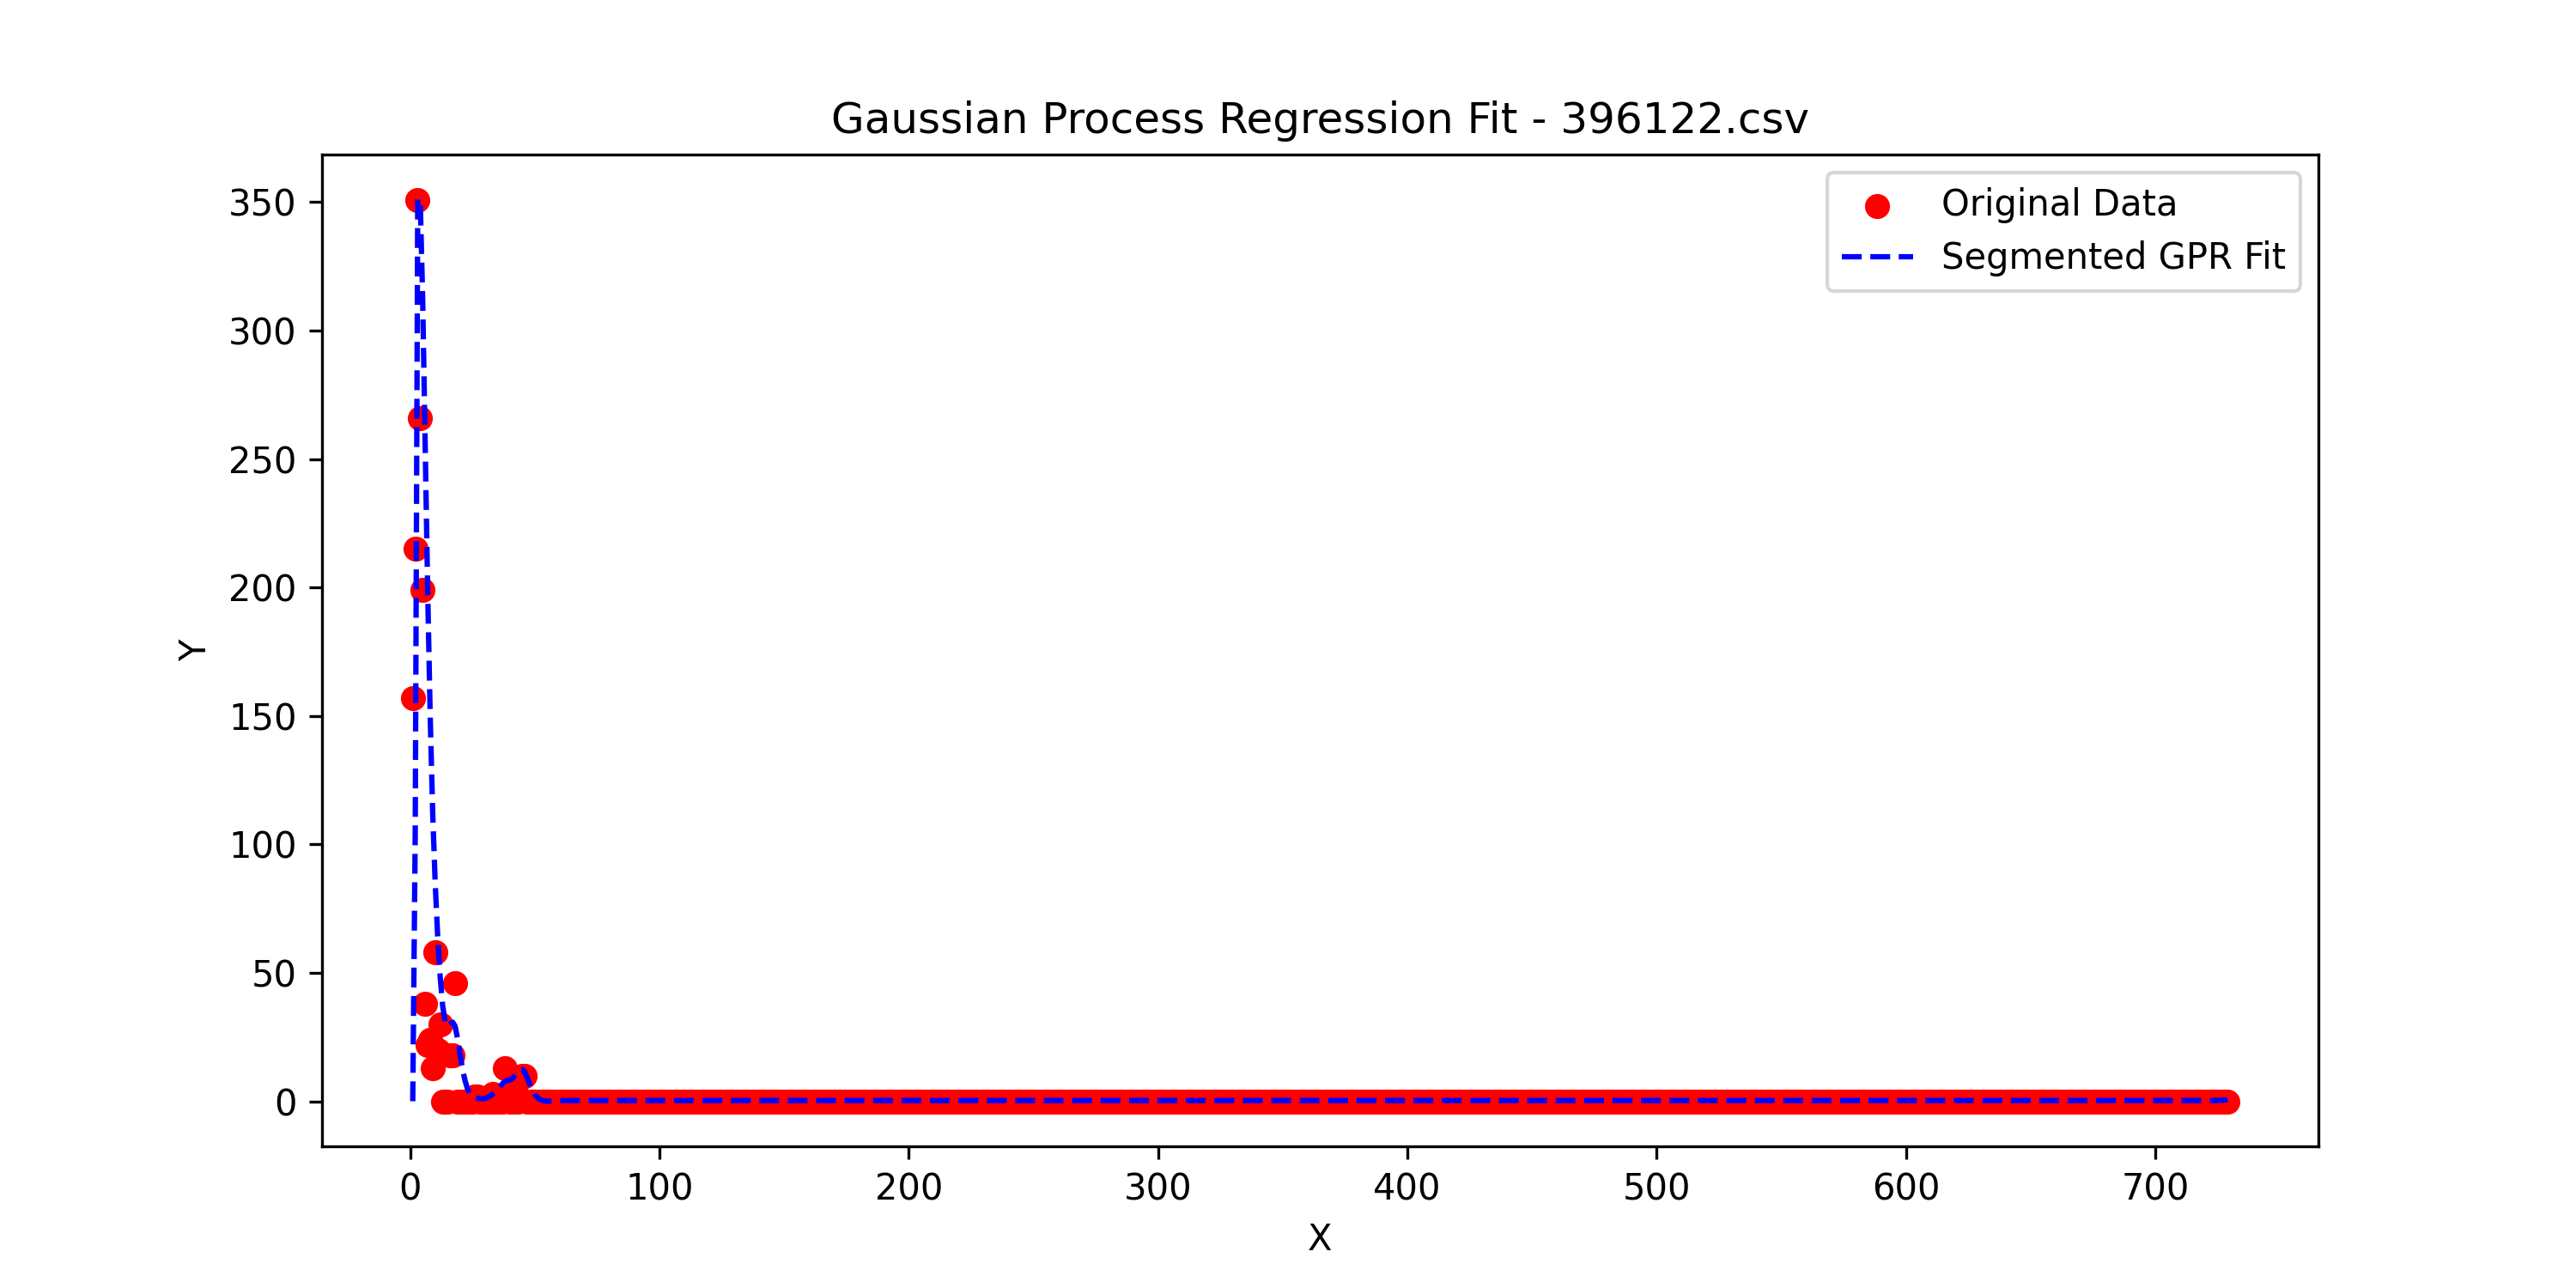 Gaussian Process Regression Fit - 396122.csv
Original Data
Segmented GPR Fit
350
300
250
200
150
100
50
0
Y
0 100 200 300 400 500 600 700
X